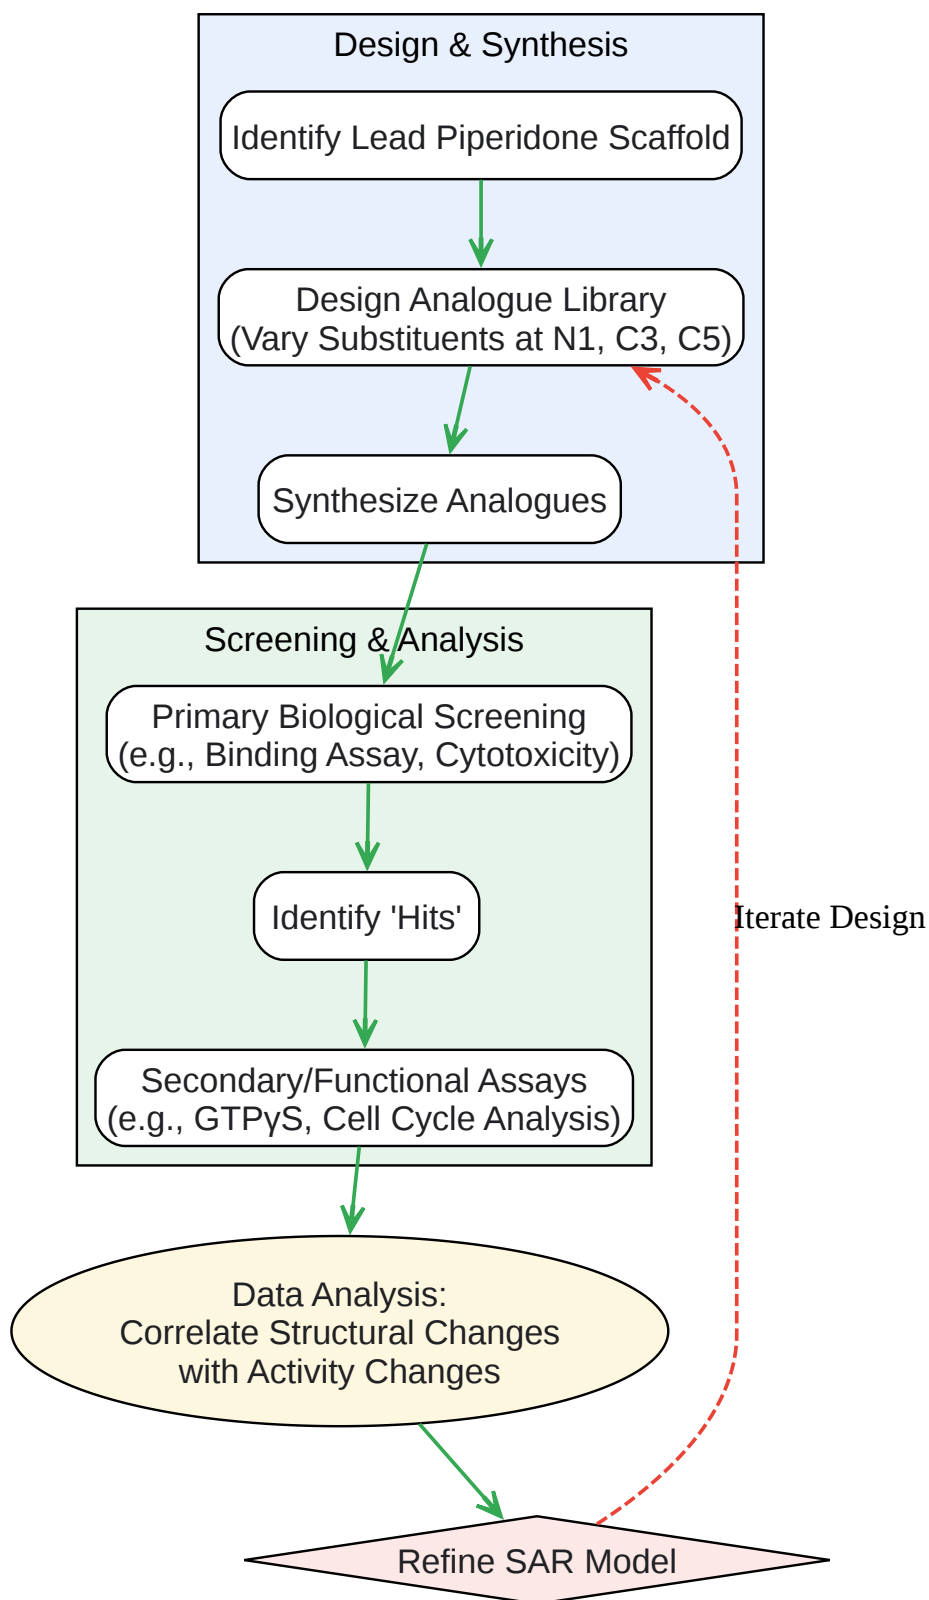 Design & Synthesis
Identify Lead Piperidone Scaffold
Design Analogue Library
(Vary Substituents at N1, C3, C5)
Synthesize Analogues
Screening & Analysis
Primary Biological Screening
(e.g., Binding Assay, Cytotoxicity)
Identify 'Hits'
Iterate Design
Secondary/Functional Assays
(e.g., GTPγS, Cell Cycle Analysis)
Data Analysis:
Correlate Structural Changes
with Activity Changes
Refine SAR Model